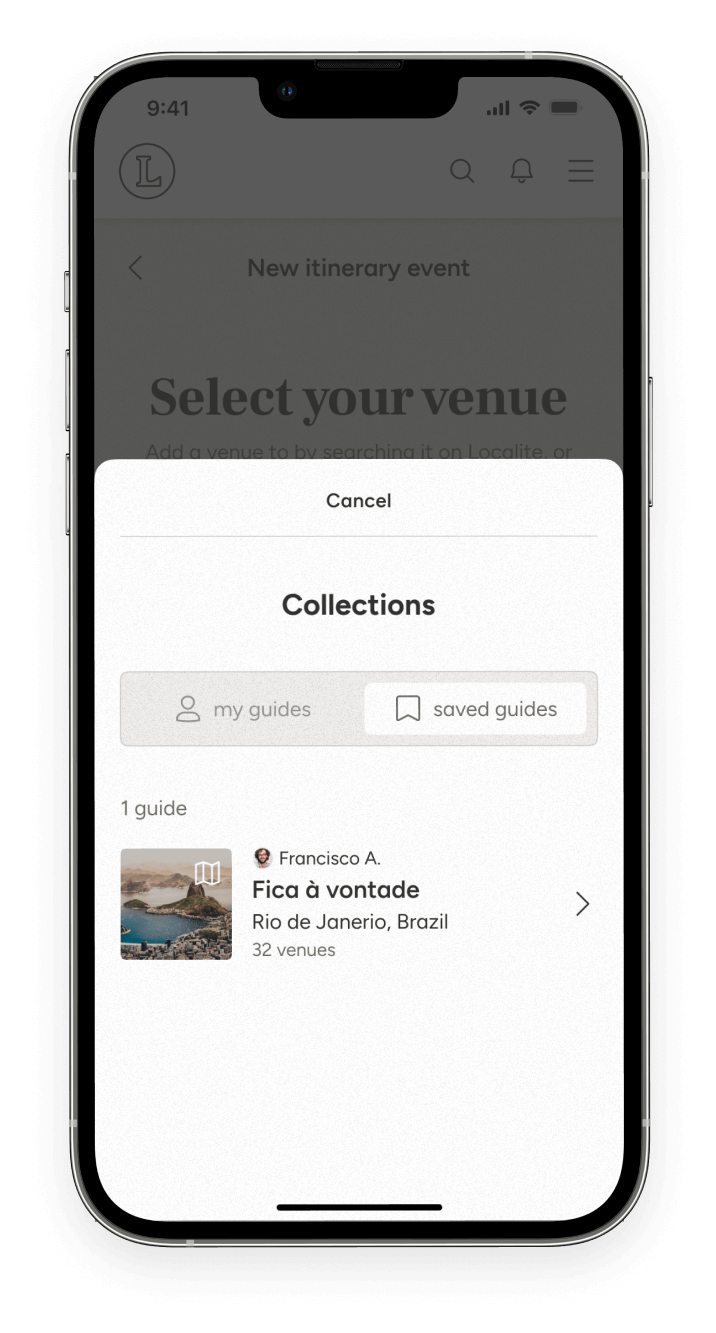 9:41
L
New itinerary event
Select your venue
Add a venue to by searching it on Localite, or
Cancel
Collections
my guides
saved guides
1 guide
Francisco A.
Fica à vontade
Rio de Janerio, Brazil
32 venues